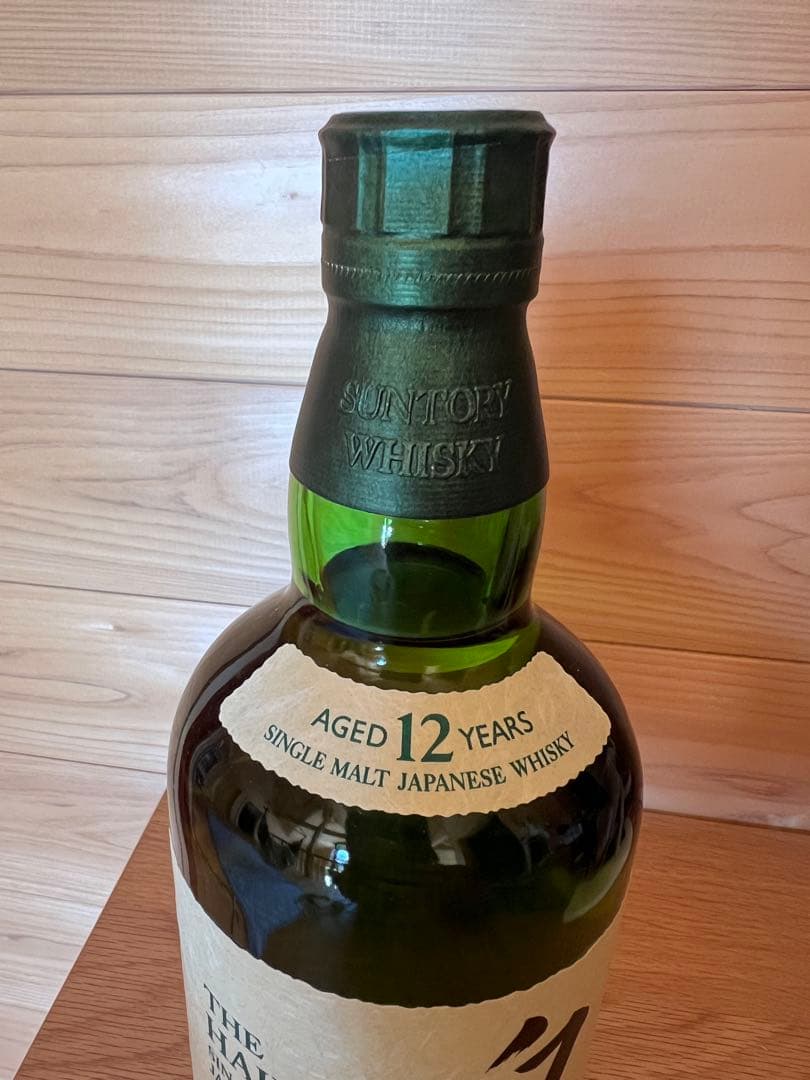 SUNTORY
WHISKY
AGED 12 YEARS
SINGLE MALT JAPANESE WHISKY
THE